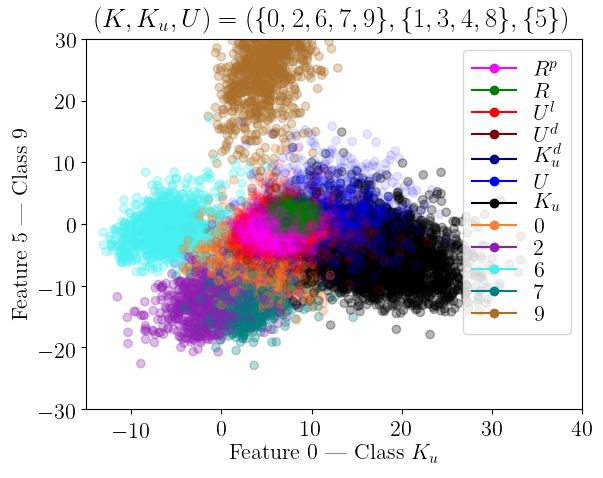 (K, K_u, U) = ({0, 2, 6, 7, 9}, {1, 3, 4, 8}, {5})
30
20
10
0
−10
−20
−30
Feature 5 — Class 9
R^p
R
U^l
U^d
K_u^d
U
K_u
0
2
6
7
9
−10
0
10
20
30
40
Feature 0 — Class K_u